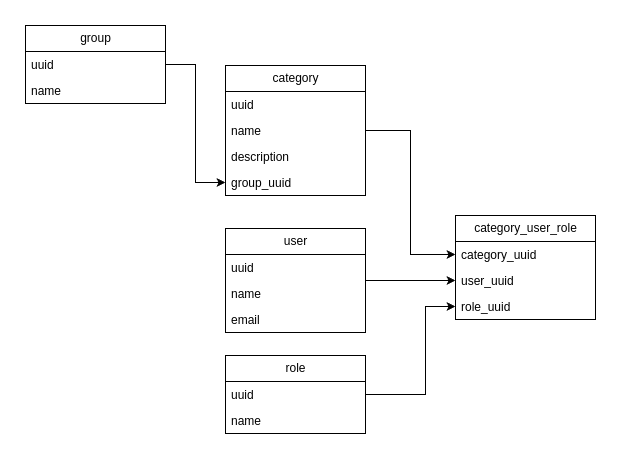 group
uuid
name
category
uuid
name
description
group_uuid
user
uuid
name
email
role
uuid
name
category_user_role
category_uuid
user_uuid
role_uuid